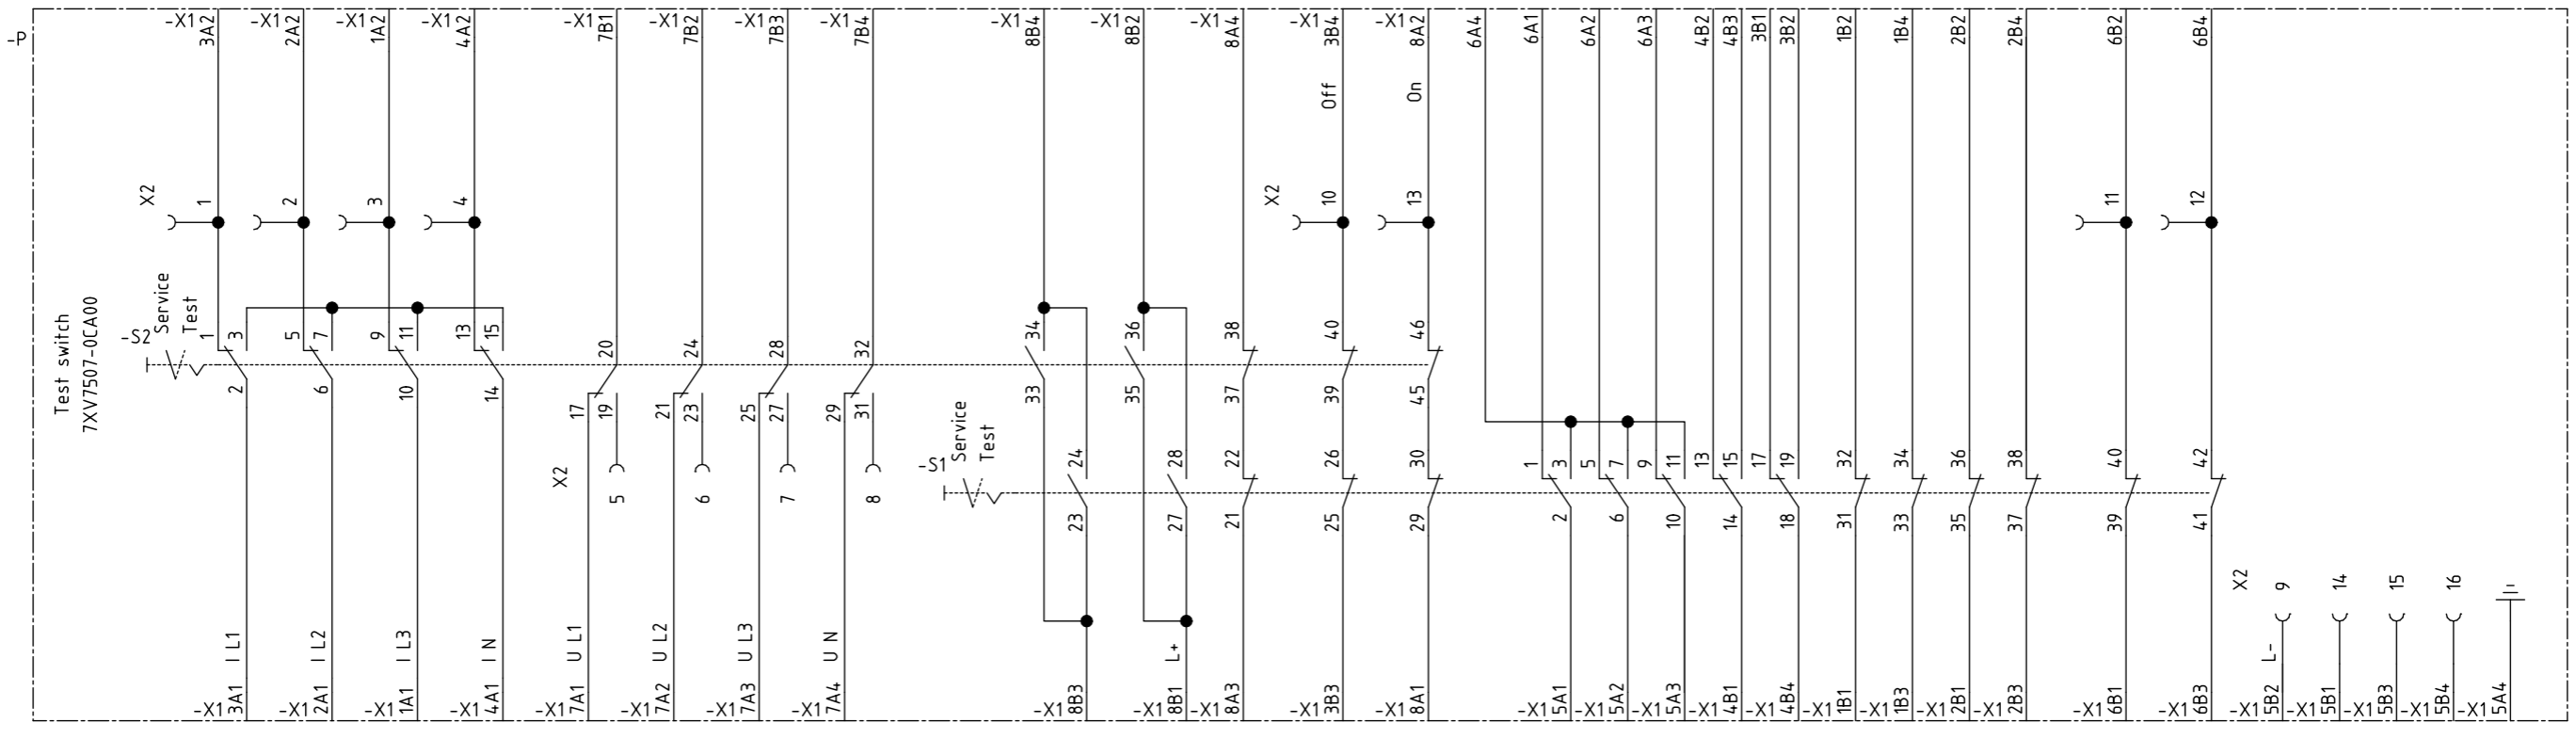 -P
-X1 3A2
-X1 2A2
-X1 1A2
-X1 4A2
-X1 7B1
-X1 7B2
-X1 7B3
-X1 7B4
-X1 8B4
-X1 8B2
-X1 8A4
-X1 3B4
-X1 8A2
6A4
6A1
6A2
6A3
4B2
4B3
3B1
3B2
1B2
1B4
2B2
2B4
6B2
6B4
Off
On
X2
1
2
3
4
X2
10
13
11
12
Test switch
7XV7507-0CA00
-S2
Service
Test
1
3
5
7
9
11
13
15
20
24
28
32
34
36
38
40
46
2
6
10
14
17
19
21
23
25
27
29
31
33
35
37
39
45
X2
5
6
7
8
-S1
Service
Test
24
28
22
26
30
1
3
5
7
9
11
13
15
17
19
32
34
36
38
40
42
23
27
21
25
29
2
6
10
14
18
31
33
35
37
39
41
X2
9
14
15
16
I L1
I L2
I L3
I N
U L1
U L2
U L3
U N
L+
L-
-X1 3A1
-X1 2A1
-X1 1A1
-X1 4A1
-X1 7A1
-X1 7A2
-X1 7A3
-X1 7A4
-X1 8B3
-X1 8B1
-X1 8A3
-X1 3B3
-X1 8A1
-X1 5A1
-X1 5A2
-X1 5A3
-X1 4B1
-X1 4B4
-X1 1B1
-X1 1B3
-X1 2B1
-X1 2B3
-X1 6B1
-X1 6B3
-X1 5B2
-X1 5B1
-X1 5B3
-X1 5B4
-X1 5A4